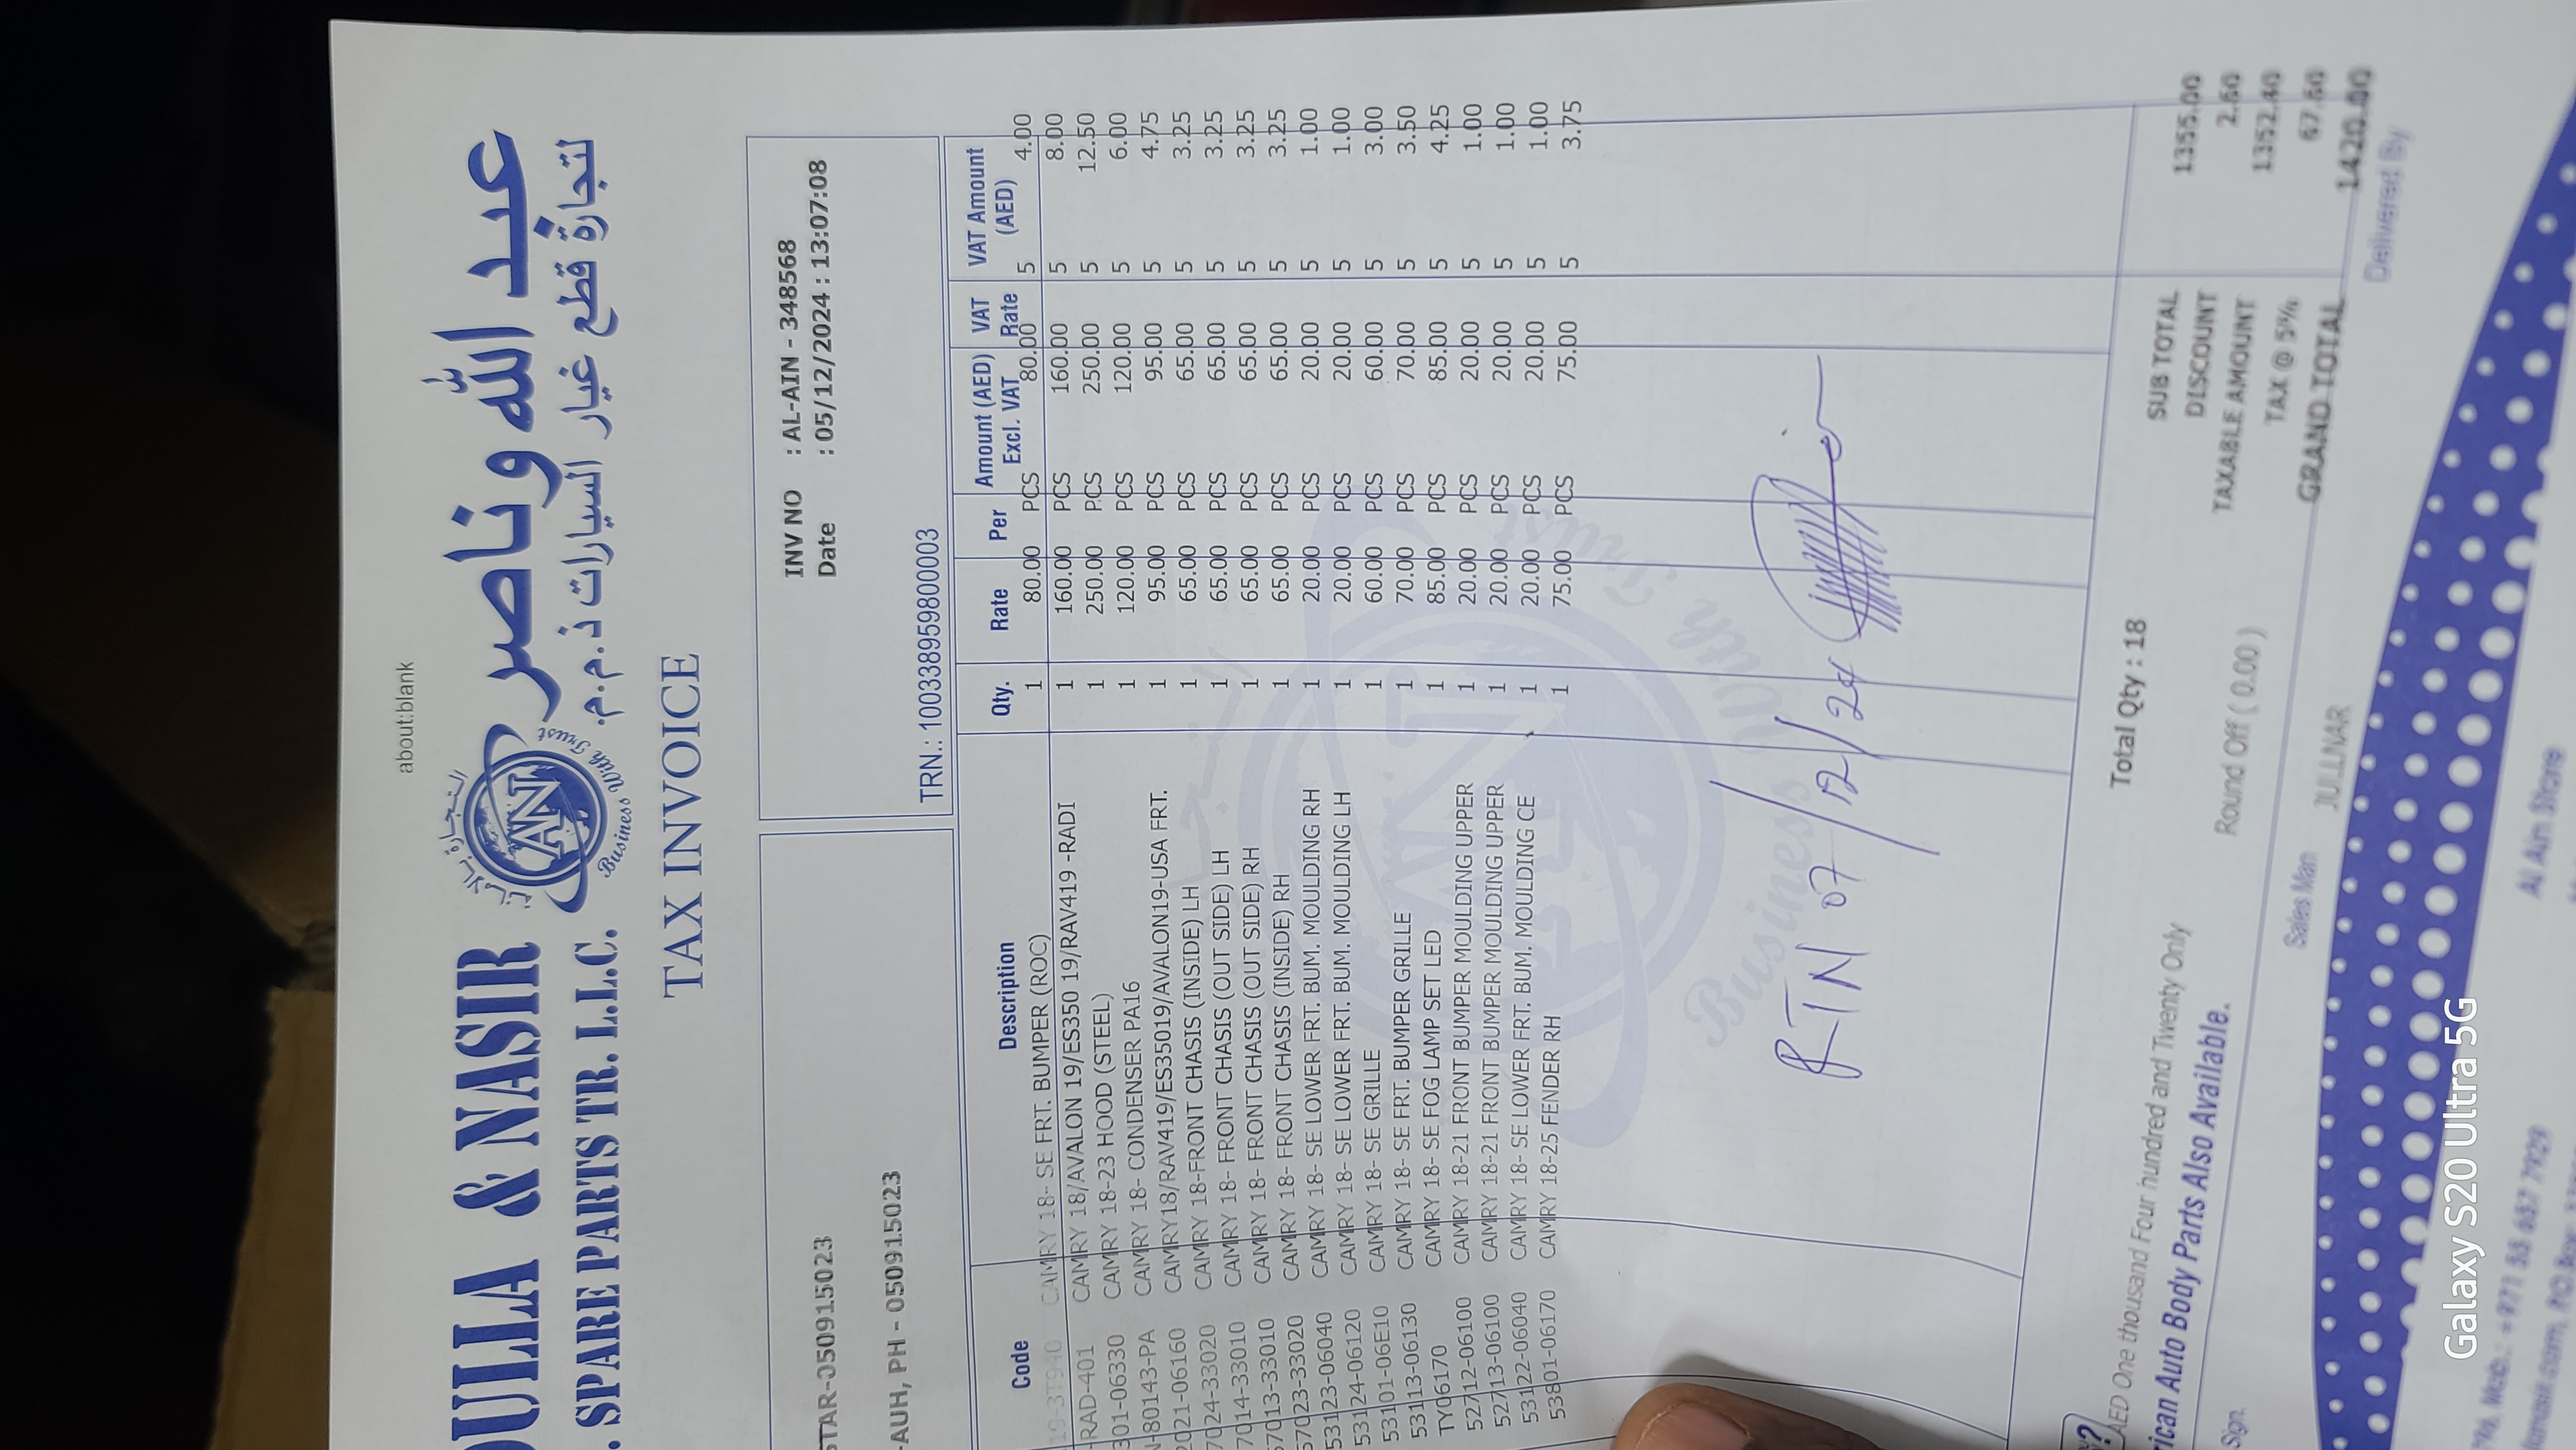 about:blank
عبد الله وناصر
لتجارة قطع غيار السيارات ذ.م.م.
& NASIR
SPARE PARTS TR. L.L.C.
AN
Business With Trust
TAX INVOICE
INV NO : AL-AIN - 348568
Date : 05/12/2024 : 13:07:08
STAR-050915023
-AUH, PH - 050915023
TRN.: 100338959800003
Code Description Qty. Rate Per Amount (AED) Excl. VAT VAT Rate VAT Amount (AED)
CAMRY 18- SE FRT. BUMPER (ROC) 1 80.00 PCS 80.00 5 4.00
-RAD-401 CAMRY 18/AVALON 19/ES350 19/RAV419 -RADI 1 160.00 PCS 160.00 5 8.00
301-06330 CAMRY 18-23 HOOD (STEEL) 1 250.00 PCS 250.00 5 12.50
-80143-PA CAMRY 18- CONDENSER PA16 1 120.00 PCS 120.00 5 6.00
2021-06160 CAMRY18/RAV419/ES35019/AVALON19-USA FRT. 1 95.00 PCS 95.00 5 4.75
7024-33020 CAMRY 18-FRONT CHASIS (INSIDE) LH 1 65.00 PCS 65.00 5 3.25
7014-33010 CAMRY 18- FRONT CHASIS (OUT SIDE) LH 1 65.00 PCS 65.00 5 3.25
57013-33010 CAMRY 18- FRONT CHASIS (OUT SIDE) RH 1 65.00 PCS 65.00 5 3.25
57023-33020 CAMRY 18- FRONT CHASIS (INSIDE) RH 1 65.00 PCS 65.00 5 3.25
53123-06040 CAMRY 18- SE LOWER FRT. BUM. MOULDING RH 1 20.00 PCS 20.00 5 1.00
53124-06120 CAMRY 18- SE LOWER FRT. BUM. MOULDING LH 1 20.00 PCS 20.00 5 1.00
53101-06E10 CAMRY 18- SE GRILLE 1 60.00 PCS 60.00 5 3.00
53113-06130 CAMRY 18- SE FRT. BUMPER GRILLE 1 70.00 PCS 70.00 5 3.50
TY06170 CAMRY 18- SE FOG LAMP SET LED 1 85.00 PCS 85.00 5 4.25
52712-06100 CAMRY 18-21 FRONT BUMPER MOULDING UPPER 1 20.00 PCS 20.00 5 1.00
52713-06100 CAMRY 18-21 FRONT BUMPER MOULDING UPPER 1 20.00 PCS 20.00 5 1.00
53122-06040 CAMRY 18- SE LOWER FRT. BUM. MOULDING CE 1 20.00 PCS 20.00 5 1.00
53801-06170 CAMRY 18-25 FENDER RH 1 75.00 PCS 75.00 5 3.75
Business With Trust
RTN 07/12/24
Total Qty : 18
SUB TOTAL 1355.00
DISCOUNT 2.60
TAXABLE AMOUNT 1352.40
TAX @ 5% 67.60
GRAND TOTAL 1420.00
Round Off ( 0.00 )
AED One thousand Four hundred and Twenty Only
rican Auto Body Parts Also Available.
Sign.
Sales Man JULLNAR
Delivered By
Al Ain Store
Galaxy S20 Ultra 5G